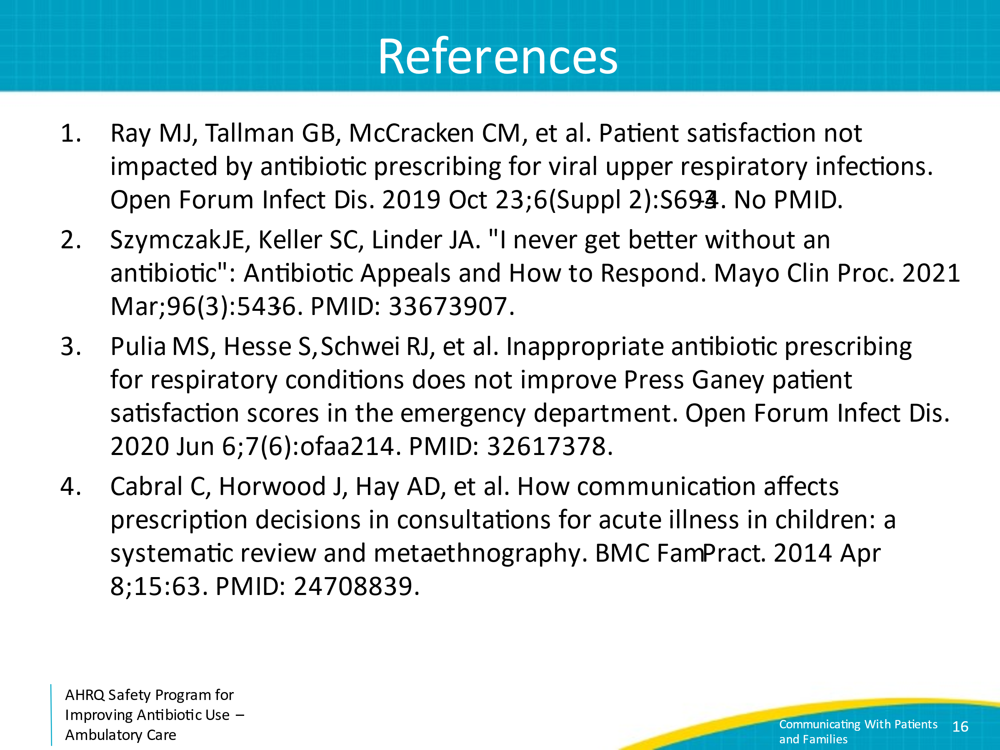 References
1. Ray MJ, Tallman GB, McCracken CM, et al. Patient satisfaction not
impacted by antibiotic prescribing for viral upper respiratory infections.
Open Forum Infect Dis. 2019 Oct 23;6(Suppl 2):S693-4. No PMID.
2. Szymczak JE, Keller SC, Linder JA. "I never get better without an
antibiotic": Antibiotic Appeals and How to Respond. Mayo Clin Proc. 2021
Mar;96(3):543-6. PMID: 33673907.
3. Pulia MS, Hesse S, Schwei RJ, et al. Inappropriate antibiotic prescribing
for respiratory conditions does not improve Press Ganey patient
satisfaction scores in the emergency department. Open Forum Infect Dis.
2020 Jun 6;7(6):ofaa214. PMID: 32617378.
4. Cabral C, Horwood J, Hay AD, et al. How communication affects
prescription decisions in consultations for acute illness in children: a
systematic review and meta-ethnography. BMC Fam Pract. 2014 Apr
8;15:63. PMID: 24708839.
AHRQ Safety Program for
Improving Antibiotic Use –
Ambulatory Care
Communicating With Patients
and Families
16